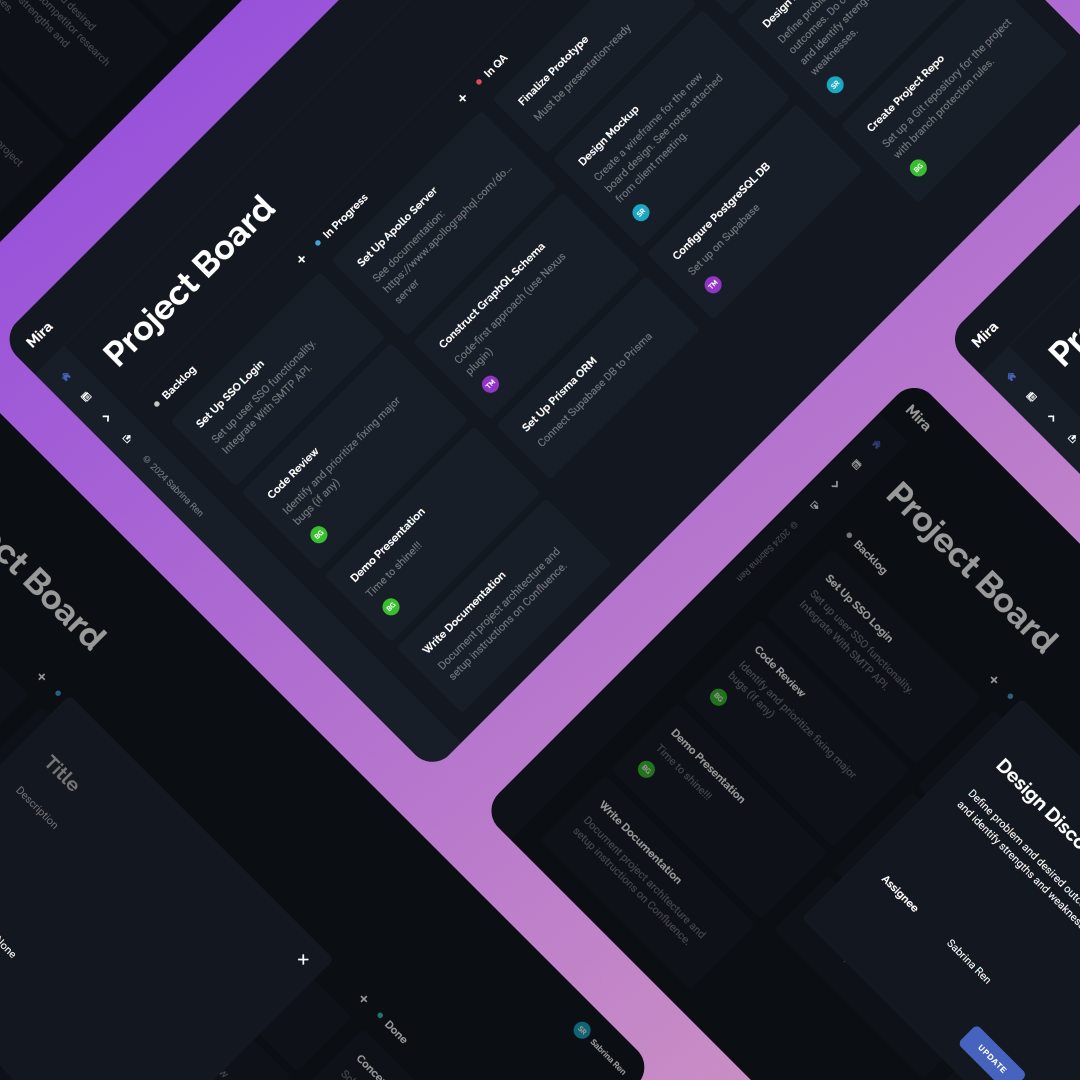 desired
competitor research
strengths and
project
Mira
Project Board
Backlog
Set Up SSO Login
Set up user SSO functionality.
Integrate With SMTP API.
Code Review
Identify and prioritize fixing major
bugs (if any)
BG
Demo Presentation
Time to shine!!!
BG
Write Documentation
Document project architecture and
setup instructions on Confluence.
© 2024 Sabrina Ren
+
In Progress
Set Up Apollo Server
See documentation:
https://www.apollographql.com/do...
server
Construct GraphQL Schema
Code-first approach (use Nexus
plugin)
TM
Set Up Prisma ORM
Connect Supabase DB to Prisma
+
In QA
Finalize Prototype
Must be presentation-ready
Design Mockup
Create a wireframe for the new
board design. See notes attached
from client meeting.
SR
Configure PostgreSQL DB
Set up on Supabase
TM
Design
Define
outcomes. Do
and identify
weaknesses.
SR
Create Project Repo
Set up a Git repository for the project
with branch protection rules.
BG
Mira
Mira
Project Board
Backlog
Set Up SSO Login
Set up user SSO functionality.
Integrate With SMTP API.
Code Review
Identify and prioritize fixing major
bugs (if any)
BG
Demo Presentation
Time to shine!!!
BG
Write Documentation
Document project architecture and
setup instructions on Confluence.
© 2024 Sabrina Ren
+
Design
Define problem and desired
and identify strengths and
Assignee
Sabrina Ren
UPDATE
Board
+
Title
Description
+
+
Done
SR
Sabrina Ren